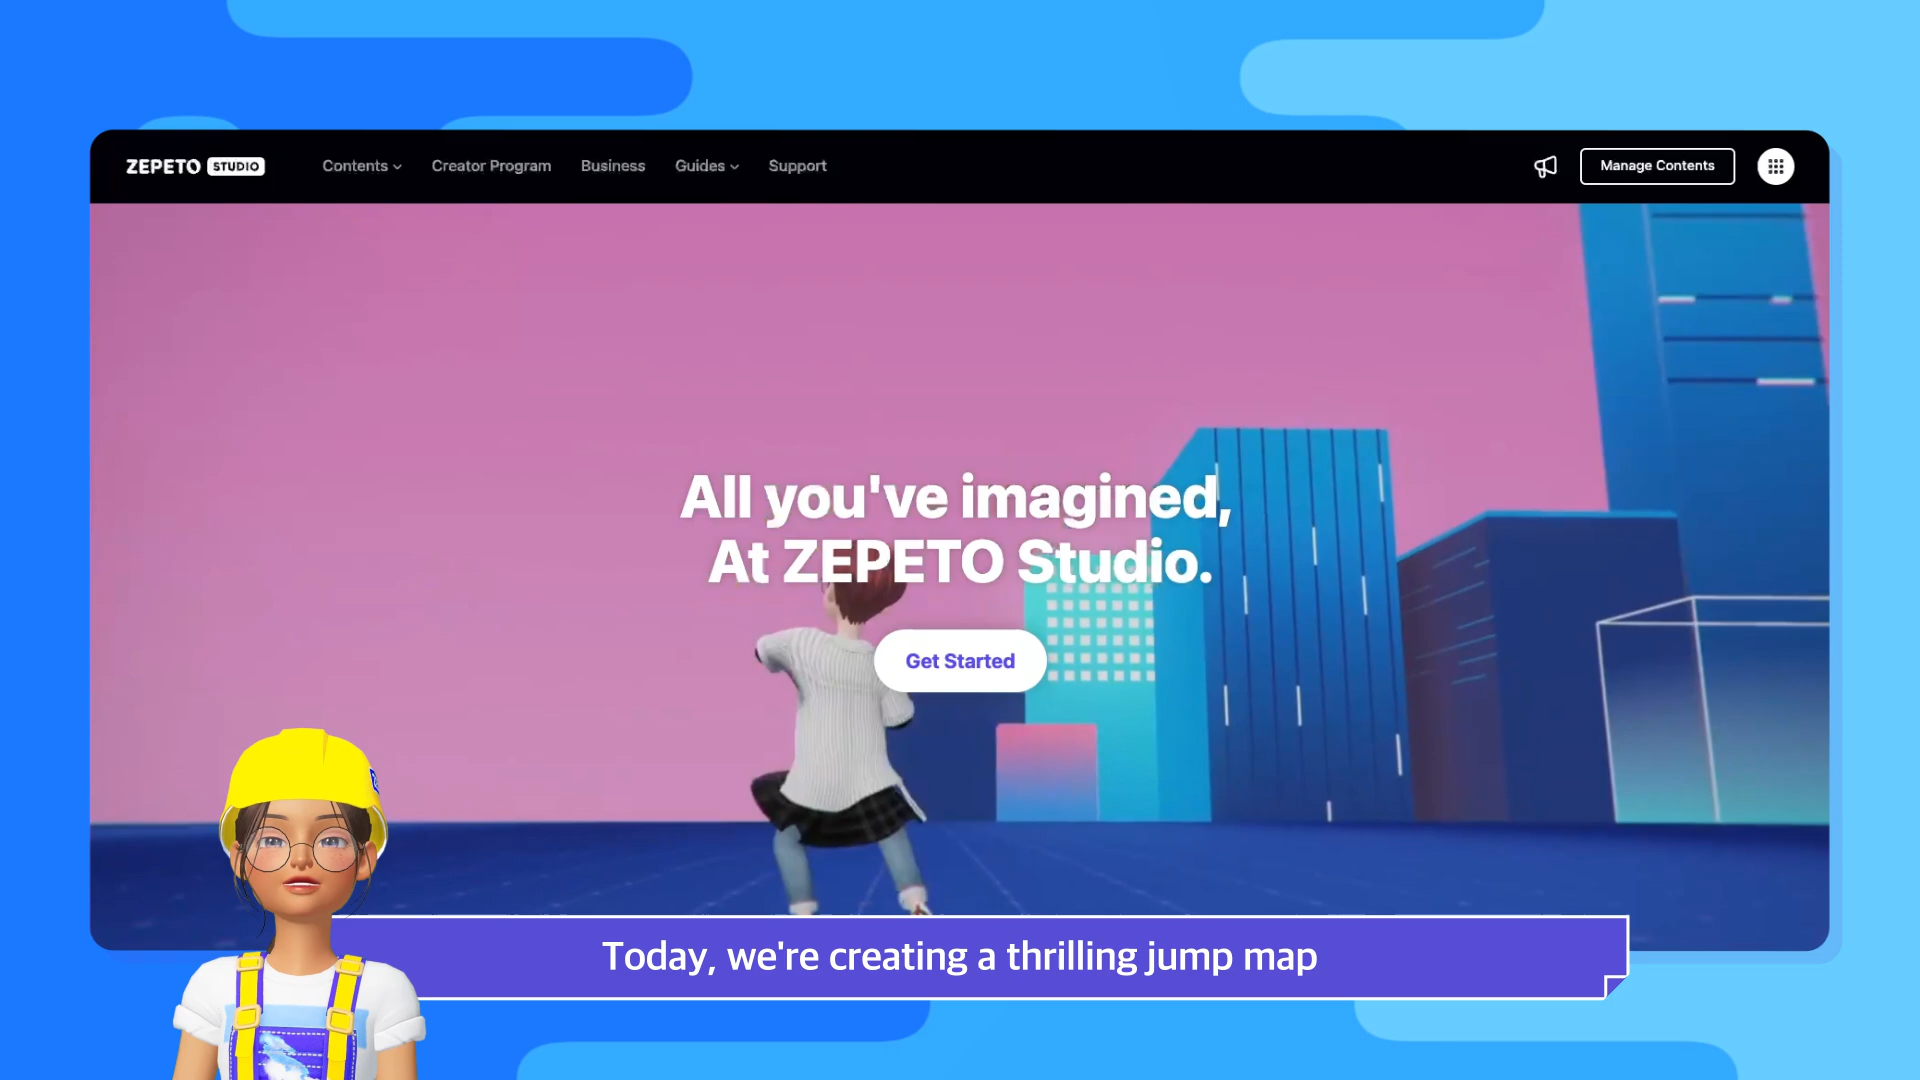 ZEPETO STUDIO
Contents
Creator Program
Business
Guides
Support
Manage Contents
All you've imagined,
At ZEPETO Studio.
Get Started
Today, we're creating a thrilling jump map